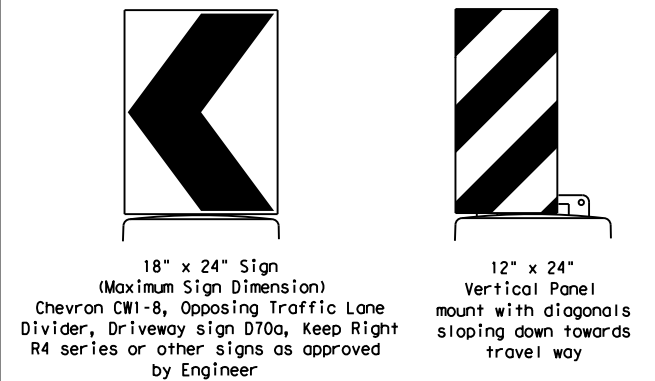 18" x 24" Sign
(Maximum Sign Dimension)
Chevron CW1-8, Opposing Traffic Lane
Divider, Driveway sign D70a, Keep Right
R4 series or other signs as approved
by Engineer
12" x 24"
Vertical Panel
mount with diagonals
sloping down towards
travel way